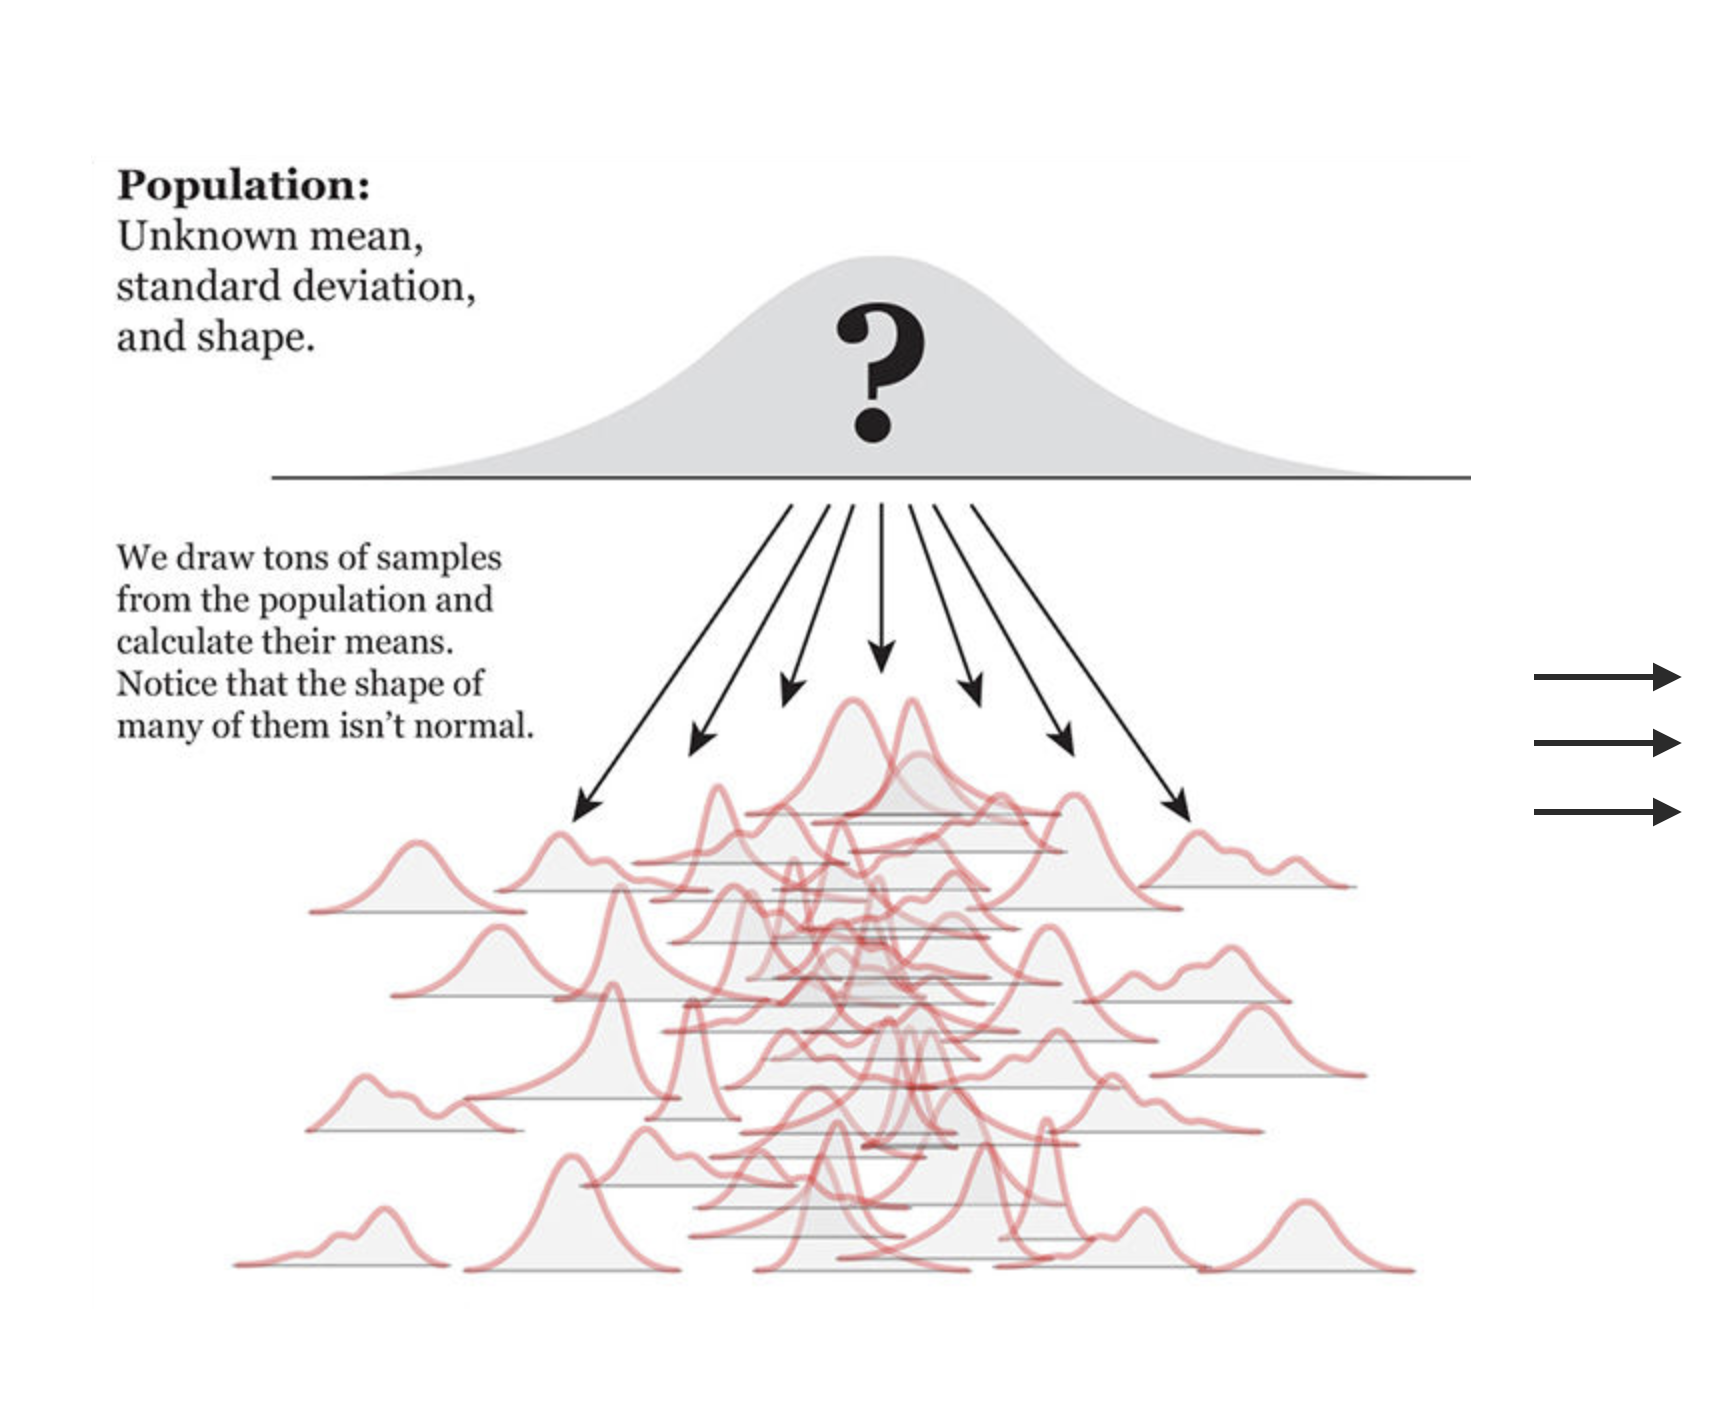 Population:
Unknown mean,
standard deviation,
and shape.
?
We draw tons of samples
from the population and
calculate their means.
Notice that the shape of
many of them isn’t normal.